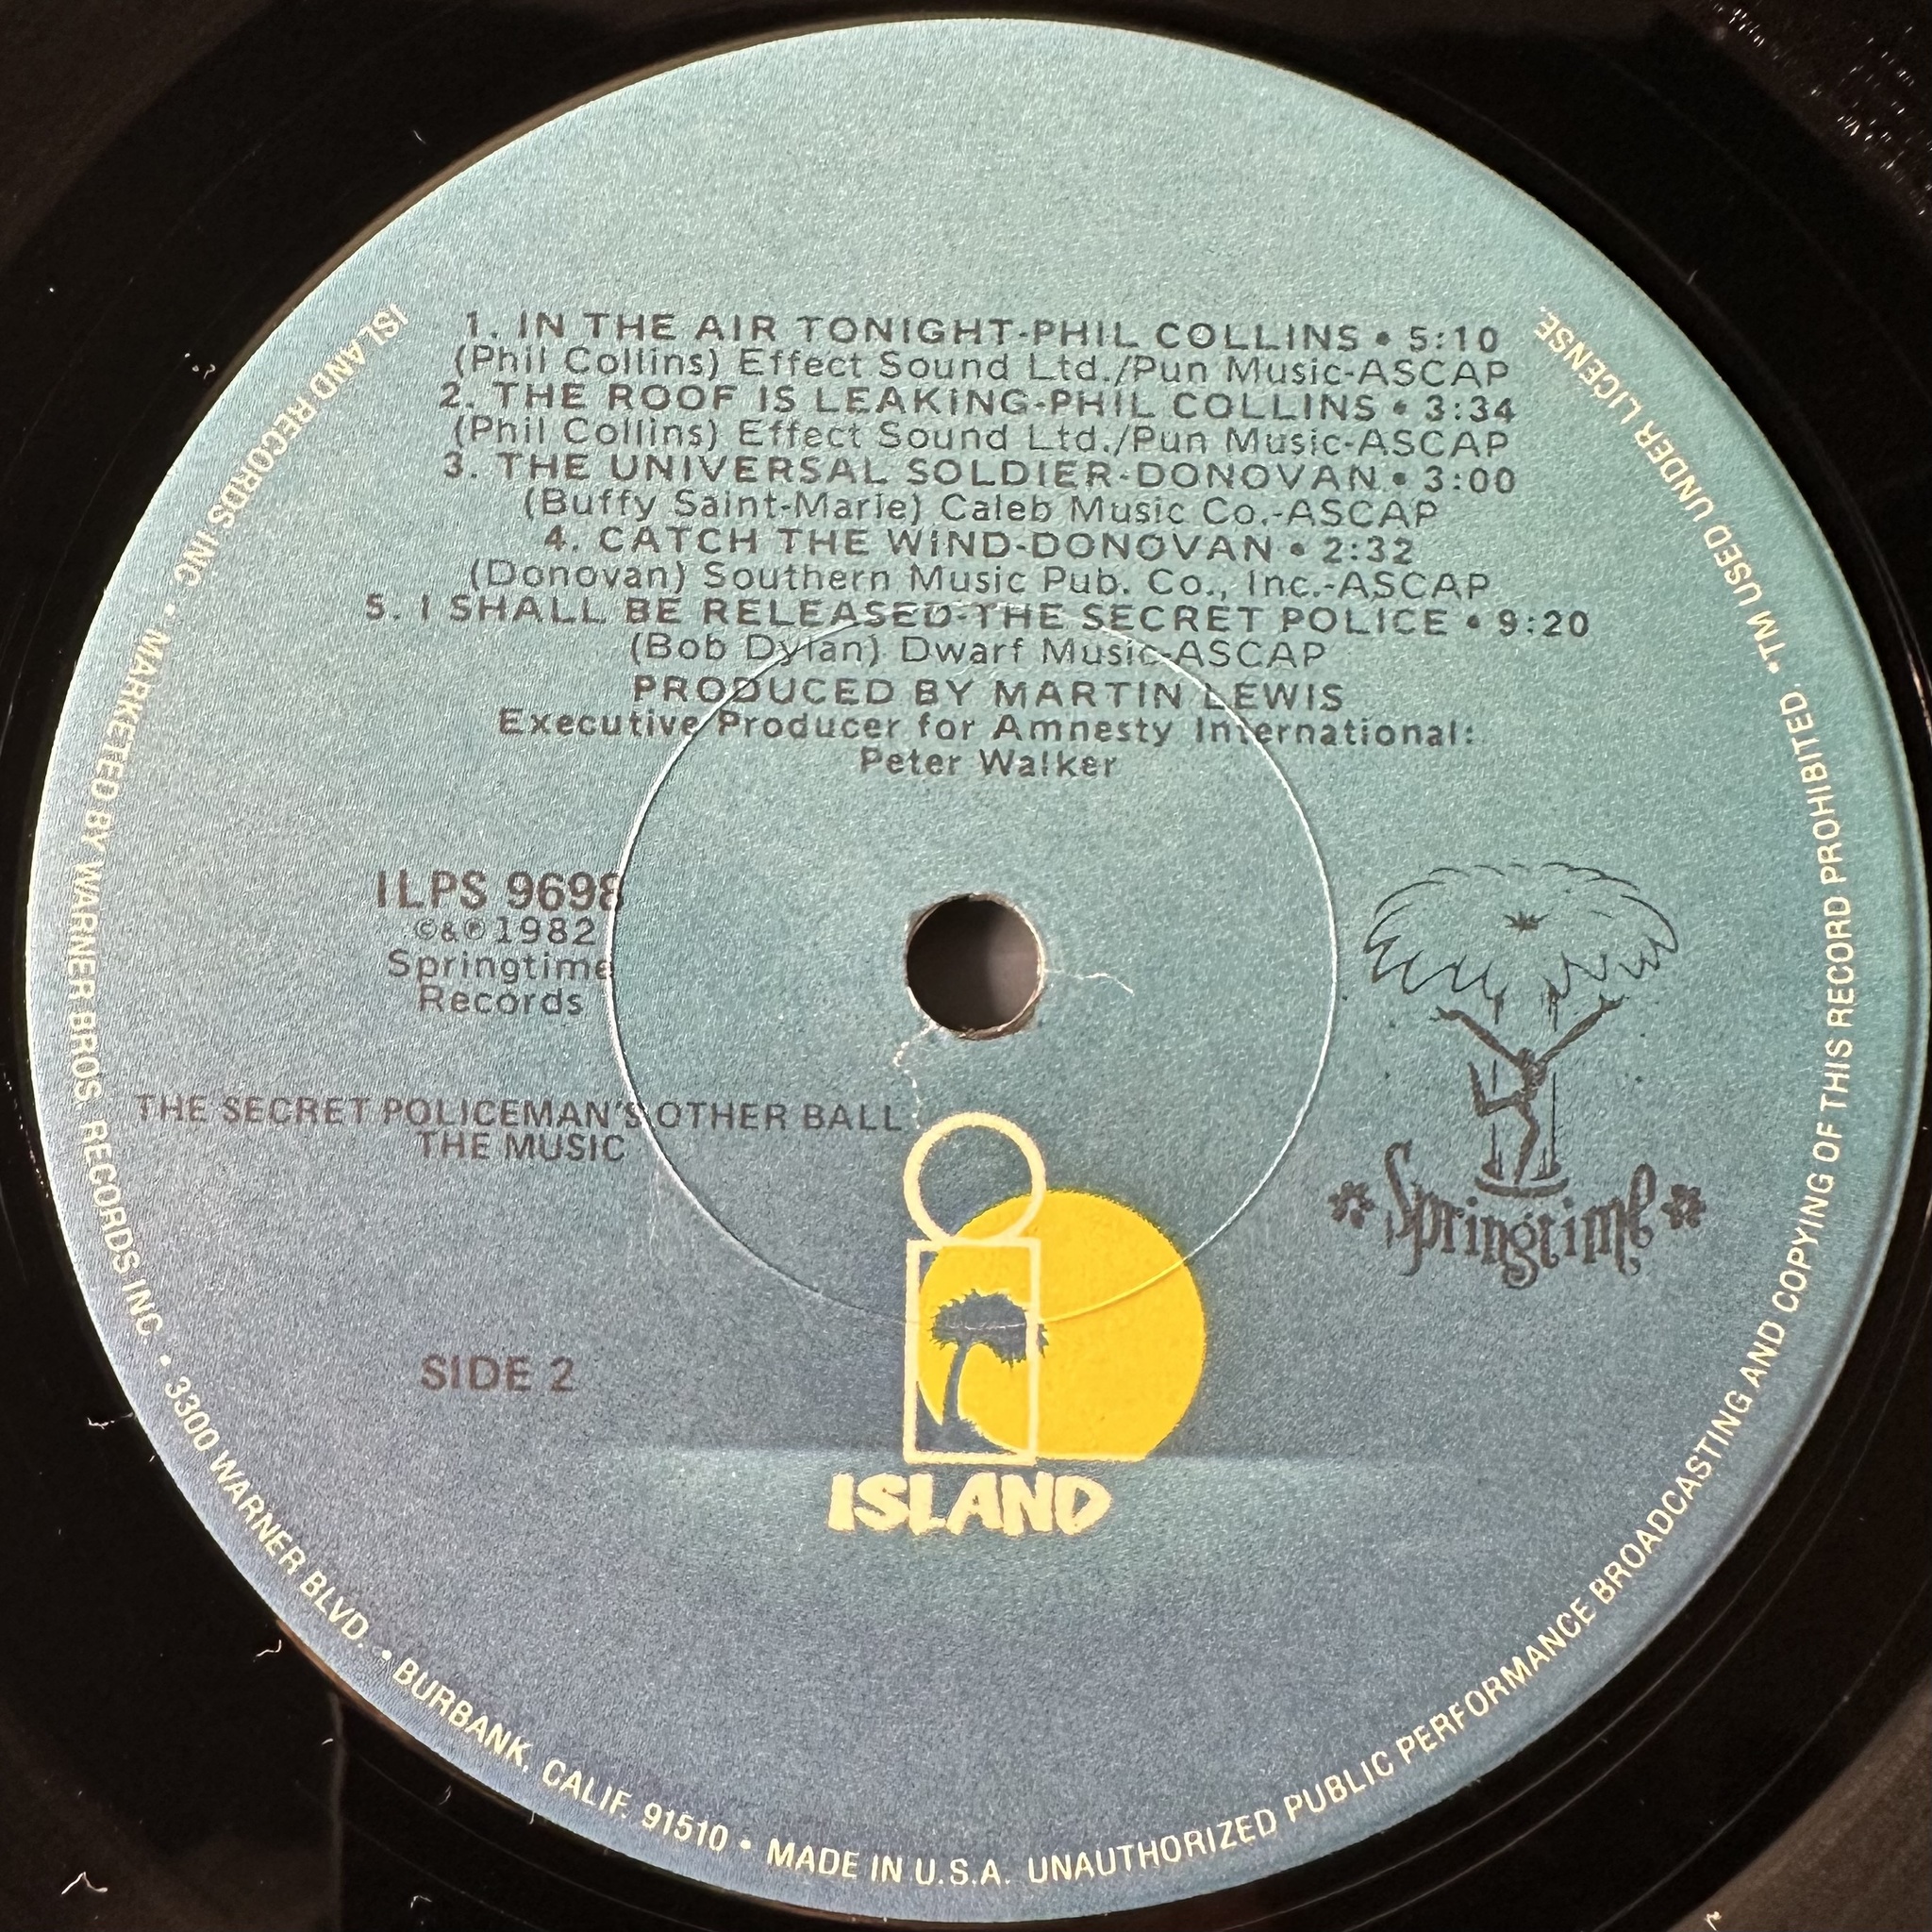 1. IN THE AIR TONIGHT-PHIL COLLINS • 5:10
(Phil Collins) Effect Sound Ltd./Pun Music-ASCAP
2. THE ROOF IS LEAKING-PHIL COLLINS • 3:34
(Phil Collins) Effect Sound Ltd./Pun Music-ASCAP
3. THE UNIVERSAL SOLDIER-DONOVAN • 3:00
(Buffy Saint-Marie) Caleb Music Co.-ASCAP
4. CATCH THE WIND-DONOVAN • 2:32
(Donovan) Southern Music Pub. Co., Inc.-ASCAP
5. I SHALL BE RELEASED-THE SECRET POLICE • 9:20
(Bob Dylan) Dwarf Music-ASCAP
PRODUCED BY MARTIN LEWIS
Executive Producer for Amnesty International:
Peter Walker
ILPS 9698
©&℗1982
Springtime
Records
THE SECRET POLICEMAN'S OTHER BALL
THE MUSIC
SIDE 2
Springtime
ISLAND
ISLAND RECORDS INC • MARKETED BY WARNER BROS. RECORDS INC • 3300 WARNER BLVD. • BURBANK, CALIF. 91510 • MADE IN U.S.A. UNAUTHORIZED PUBLIC PERFORMANCE BROADCASTING AND COPYING OF THIS RECORD PROHIBITED *TM USED UNDER LICENSE.